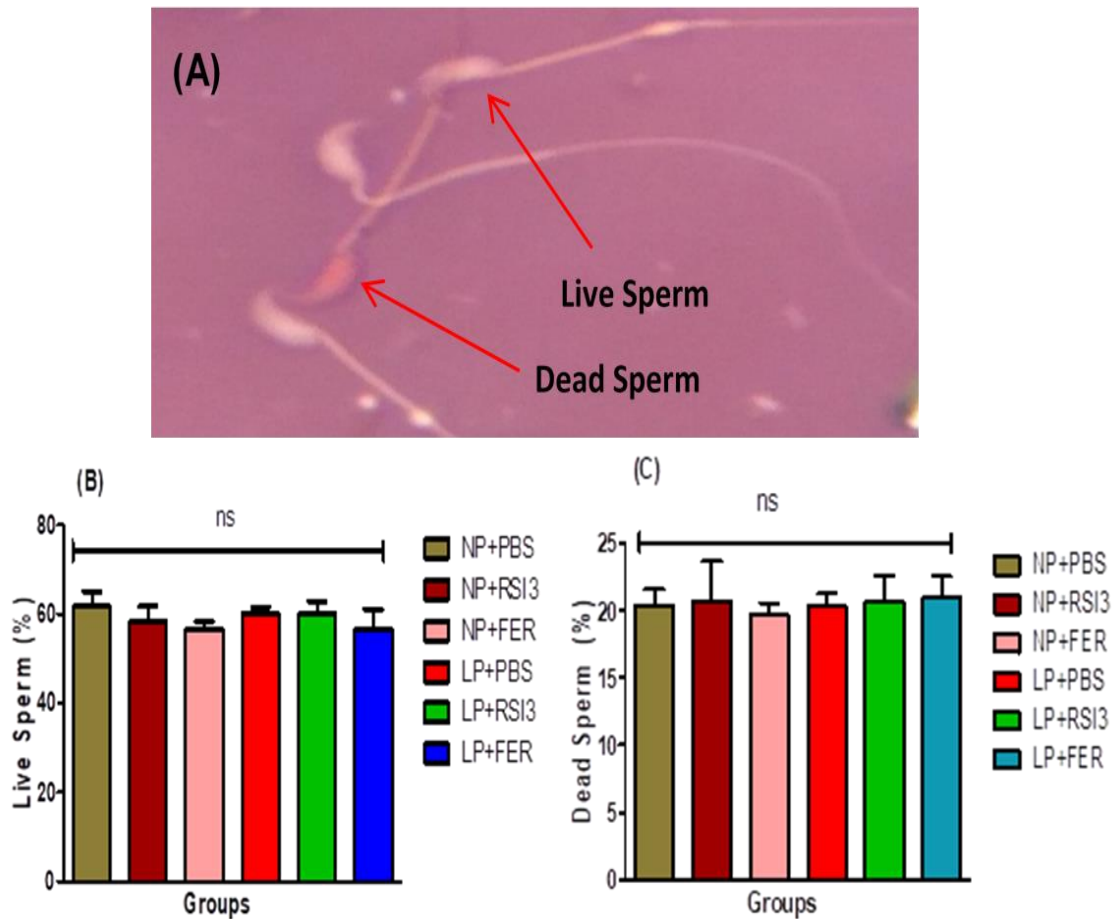 (A)
Live Sperm
Dead Sperm
(B)
ns
Live Sperm (%)
80
60
40
20
0
Groups
NP+PBS
NP+RSI3
NP+FER
LP+PBS
LP+RSI3
LP+FER
(C)
ns
Dead Sperm (%)
25
20
15
10
5
0
Groups
NP+PBS
NP+RSI3
NP+FER
LP+PBS
LP+RSI3
LP+FER